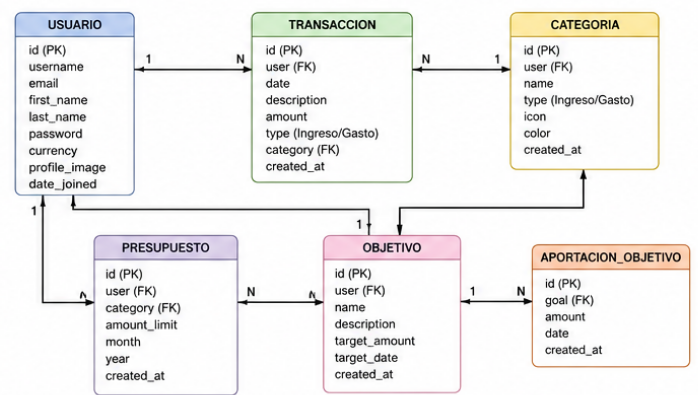 USUARIO
id (PK)
username
email
first_name
last_name
password
currency
profile_image
date_joined
1
N
TRANSACCION
id (PK)
user (FK)
date
description
amount
type (Ingreso/Gasto)
category (FK)
created_at
N
1
CATEGORIA
id (PK)
user (FK)
name
type (Ingreso/Gasto)
icon
color
created_at
1
1
PRESUPUESTO
id (PK)
user (FK)
category (FK)
amount_limit
month
year
created_at
N
OBJETIVO
id (PK)
user (FK)
name
description
target_amount
target_date
created_at
1
N
APORTACION_OBJETIVO
id (PK)
goal (FK)
amount
date
created_at